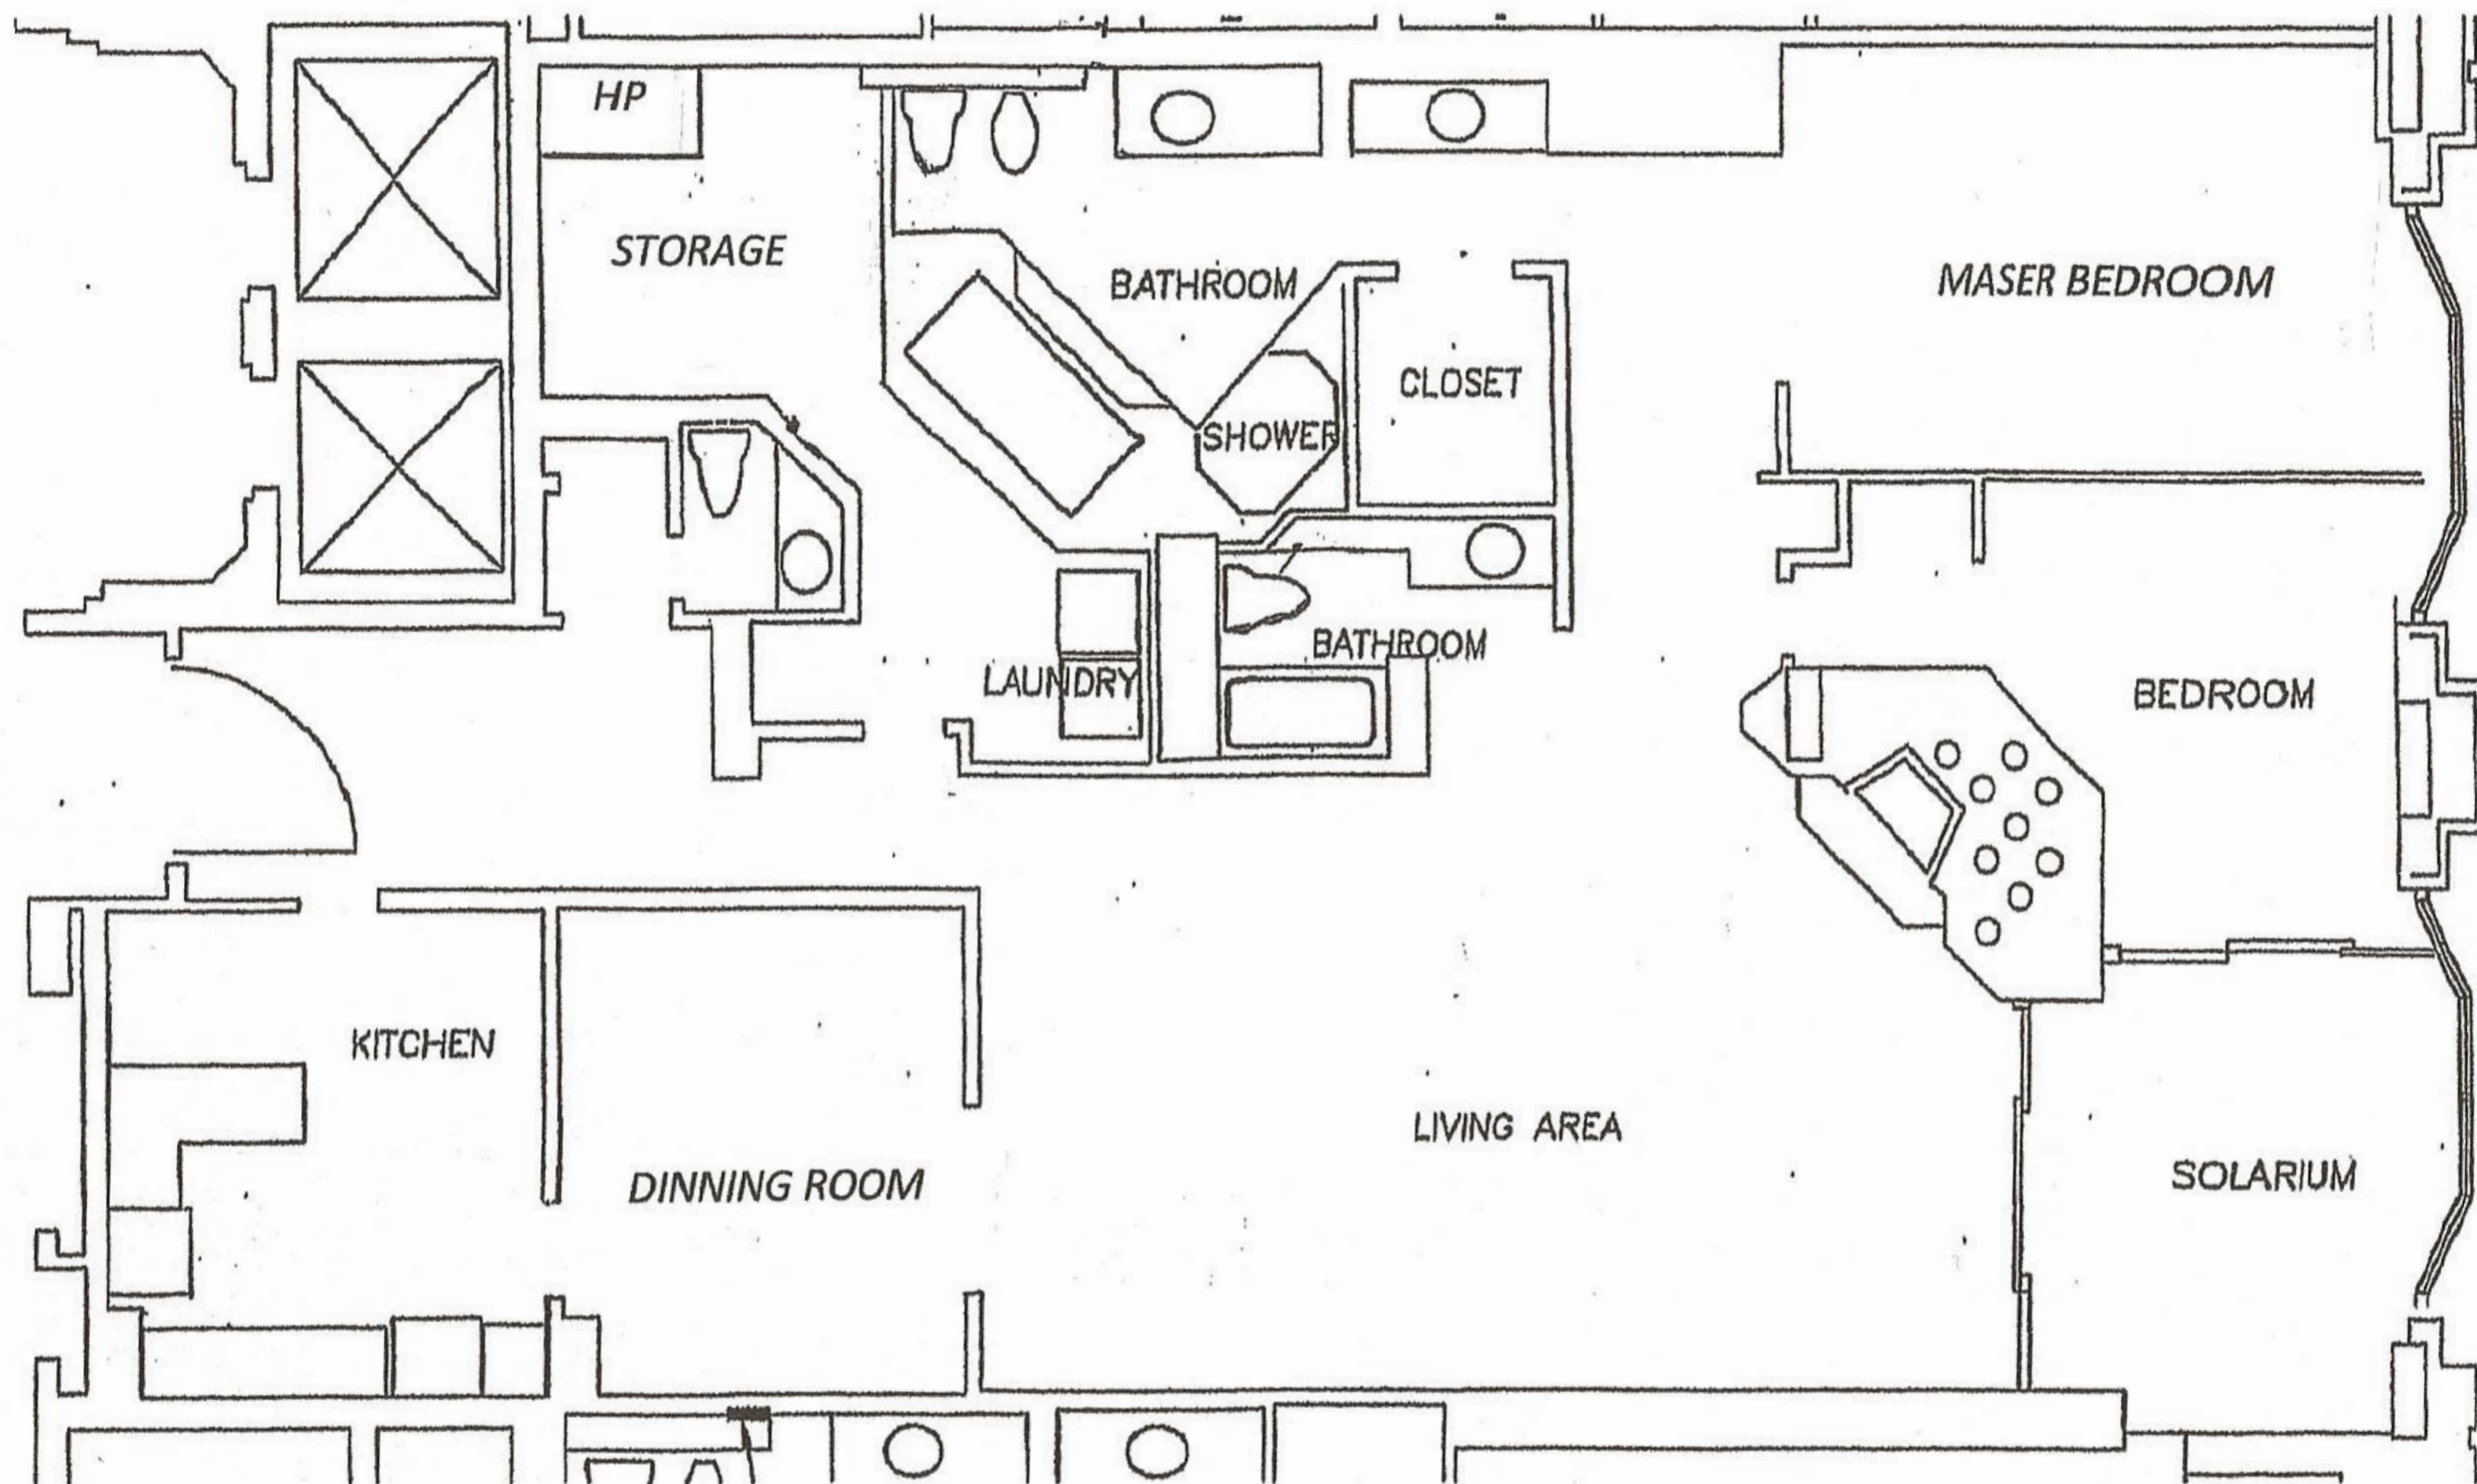 HP
STORAGE
BATHROOM
MASER BEDROOM
CLOSET
SHOWER
BATHROOM
LAUNDRY
BEDROOM
KITCHEN
LIVING AREA
DINNING ROOM
SOLARIUM